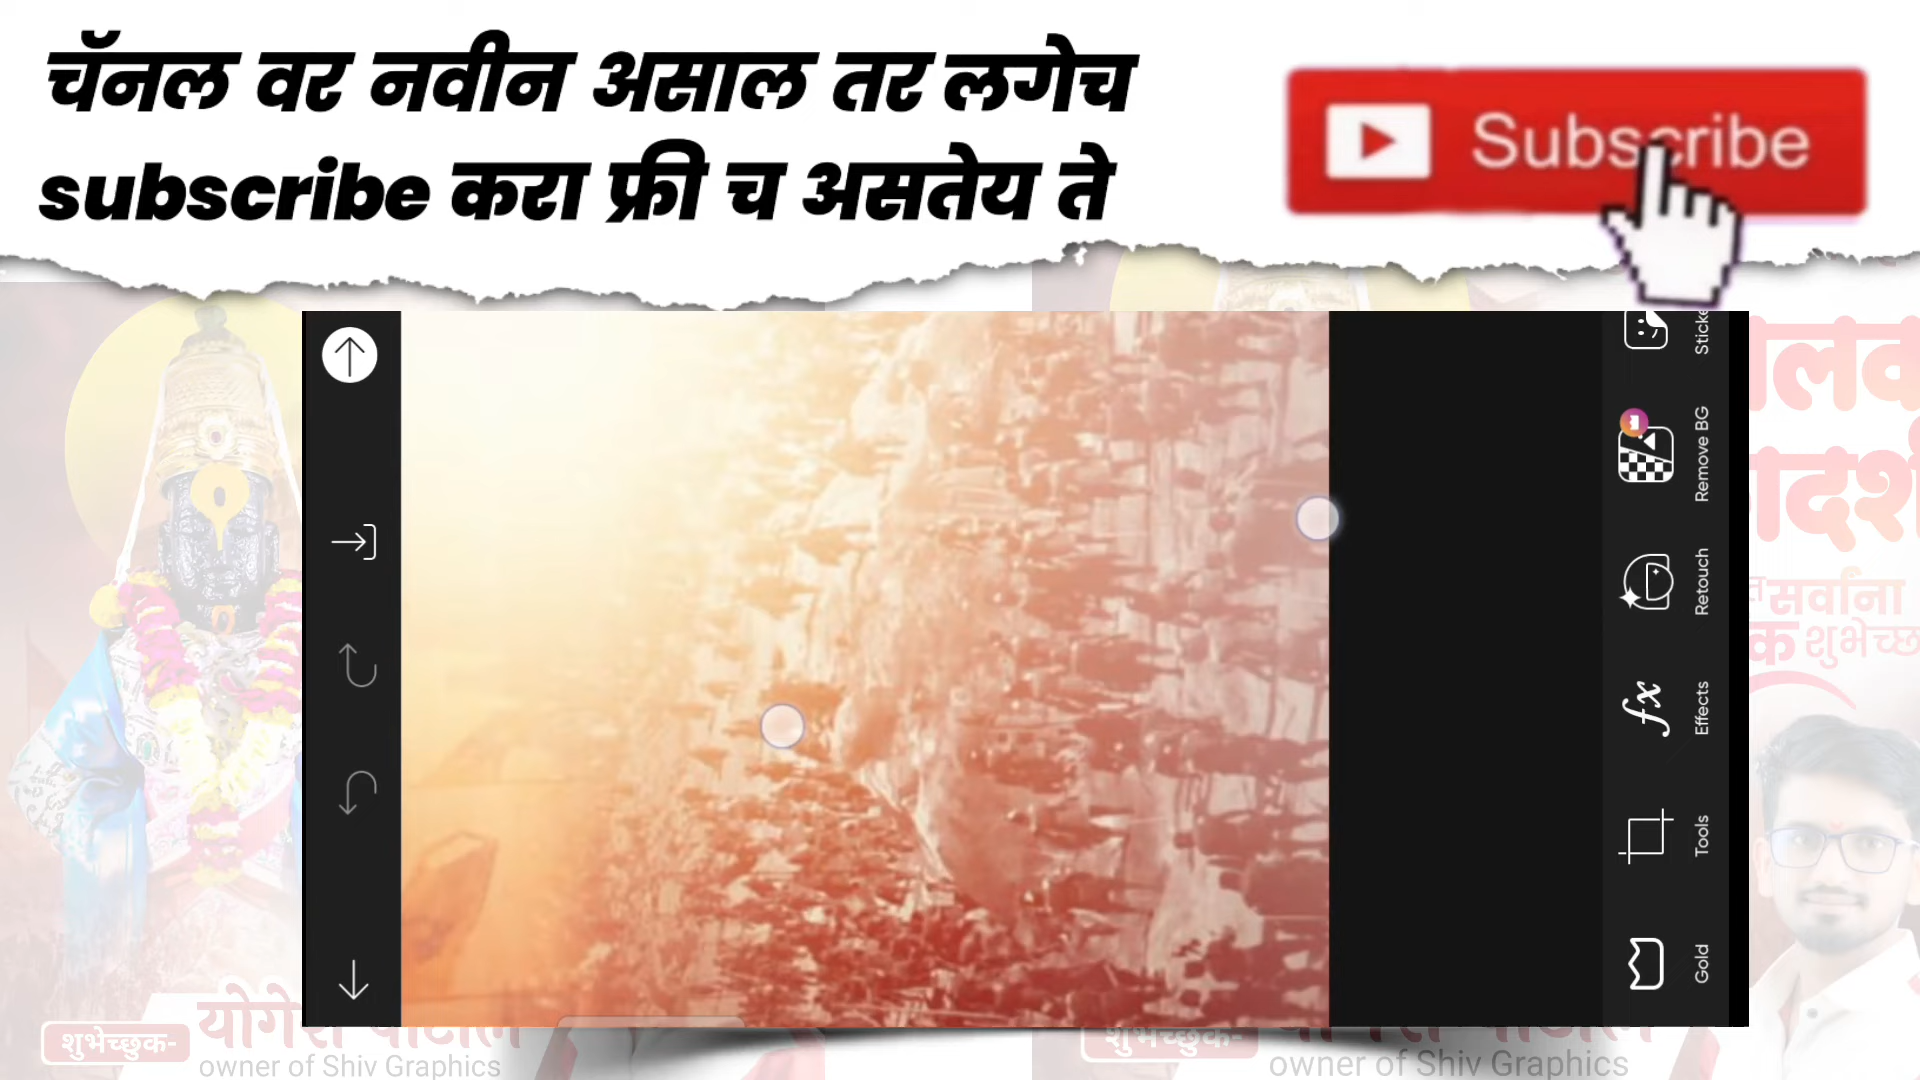 चॅनल वर नवीन असाल तर लगेच
subscribe करा फ्री च असतेय ते
Subscribe
Remove BG
Retouch
Effects
Tools
Gold
सर्वांना
शुभेच्छुक-
owner of Shiv Graphics
शुभेच्छुक-
owner of Shiv Graphics